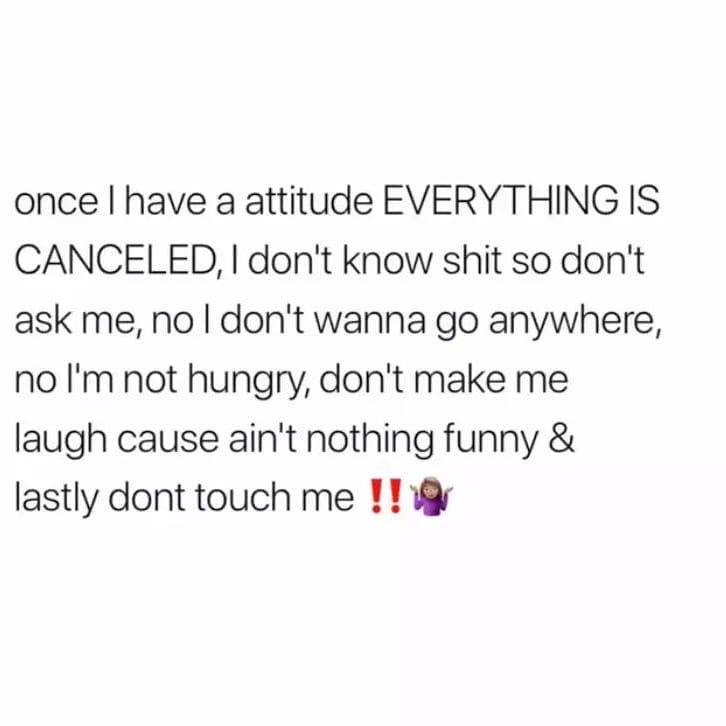 once I have a attitude EVERYTHING IS
CANCELED, I don't know shit so don't
ask me, no I don't wanna go anywhere,
no I'm not hungry, don't make me
laugh cause ain't nothing funny &
lastly dont touch me ‼️🤷🏽‍♀️